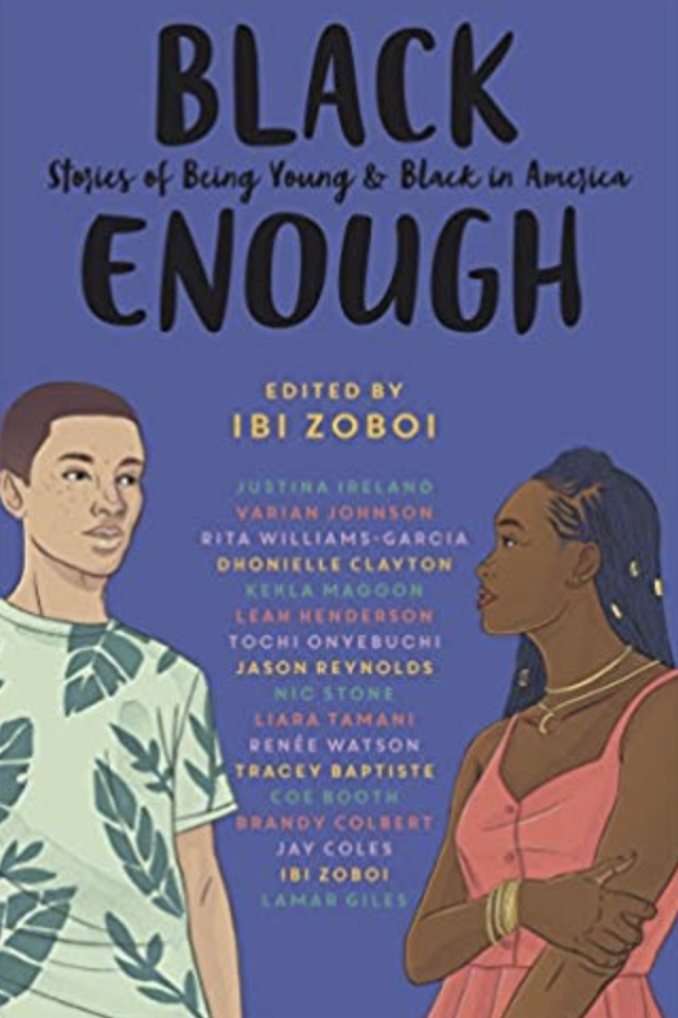 BLACK
Stories of Being Young & Black in America
ENOUGH
EDITED BY
IBI ZOBOI
JUSTINA IRELAND
VARIAN JOHNSON
RITA WILLIAMS-GARCIA
DHONIELLE CLAYTON
KEKLA MAGOON
LEAH HENDERSON
TOCHI ONYEBUCHI
JASON REYNOLDS
NIC STONE
LIARA TAMANI
RENÉE WATSON
TRACEY BAPTISTE
COE BOOTH
BRANDY COLBERT
JAY COLES
IBI ZOBOI
LAMAR GILES